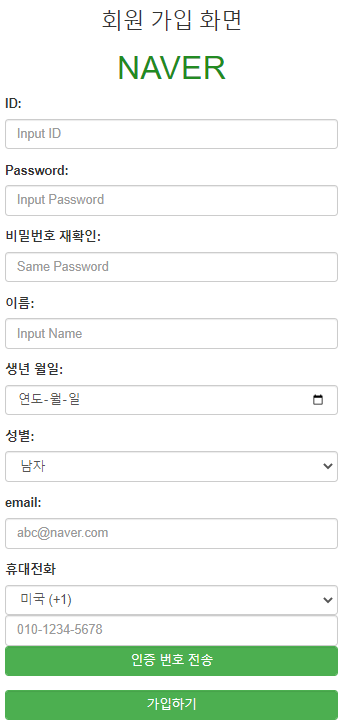 회원 가입 화면
NAVER
ID:
Input ID
Password:
Input Password
비밀번호 재확인:
Same Password
이름:
Input Name
생년 월일:
연도-월-일
성별:
남자
email:
abc@naver.com
휴대전화
미국 (+1)
010-1234-5678
인증 번호 전송
가입하기